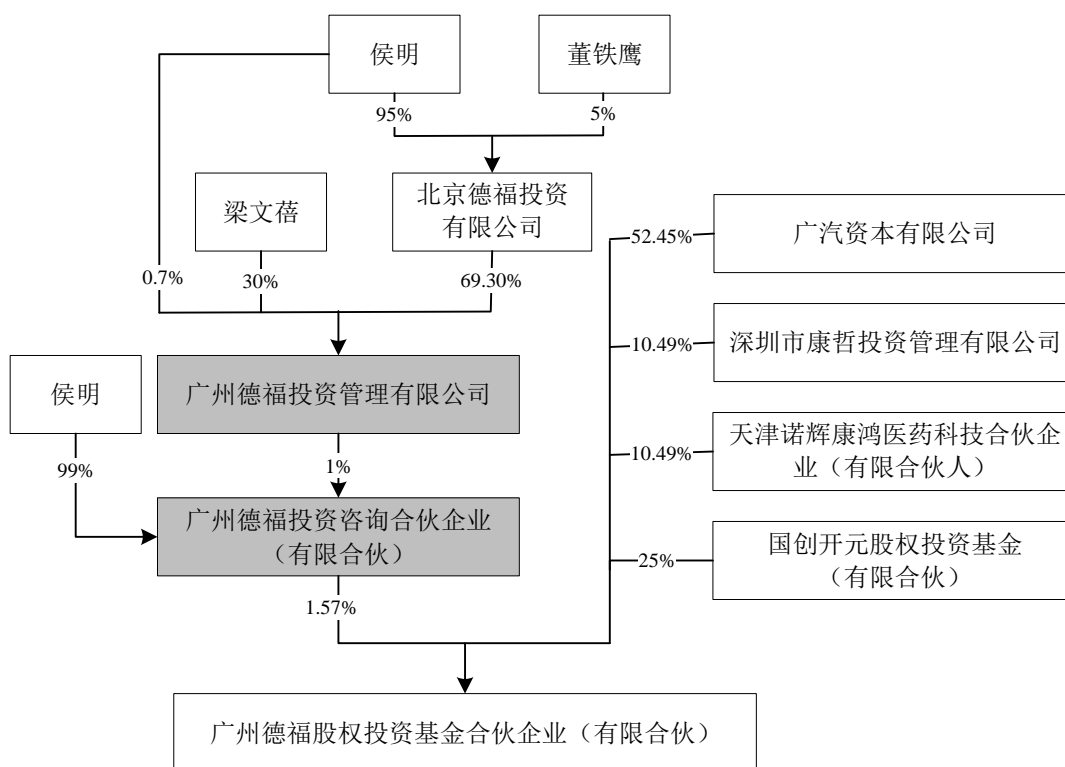 侯明
董铁鹰
95%
5%
梁文蓓
北京德福投资
有限公司
0.7%
30%
69.30%
52.45%
广汽资本有限公司
10.49%
深圳市康哲投资管理有限公司
侯明
广州德福投资管理有限公司
10.49%
天津诺辉康鸿医药科技合伙企
业（有限合伙人）
99%
1%
广州德福投资咨询合伙企业
（有限合伙）
25%
国创开元股权投资基金
（有限合伙）
1.57%
广州德福股权投资基金合伙企业（有限合伙）